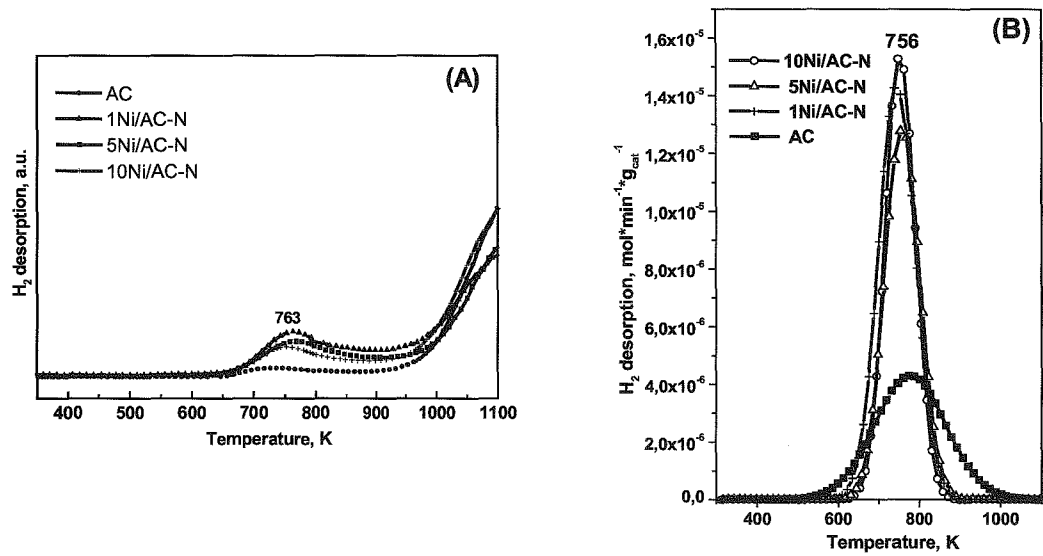 (A)
AC
1Ni/AC-N
5Ni/AC-N
10Ni/AC-N
763
H₂ desorption, a.u.
400 500 600 700 800 900 1000 1100
Temperature, K
(B)
756
10Ni/AC-N
5Ni/AC-N
1Ni/AC-N
AC
H₂ desorption, mol*min⁻¹*g_cat⁻¹
1,6x10⁻⁵
1,4x10⁻⁵
1,2x10⁻⁵
1,0x10⁻⁵
8,0x10⁻⁶
6,0x10⁻⁶
4,0x10⁻⁶
2,0x10⁻⁶
0,0
400 600 800 1000
Temperature, K